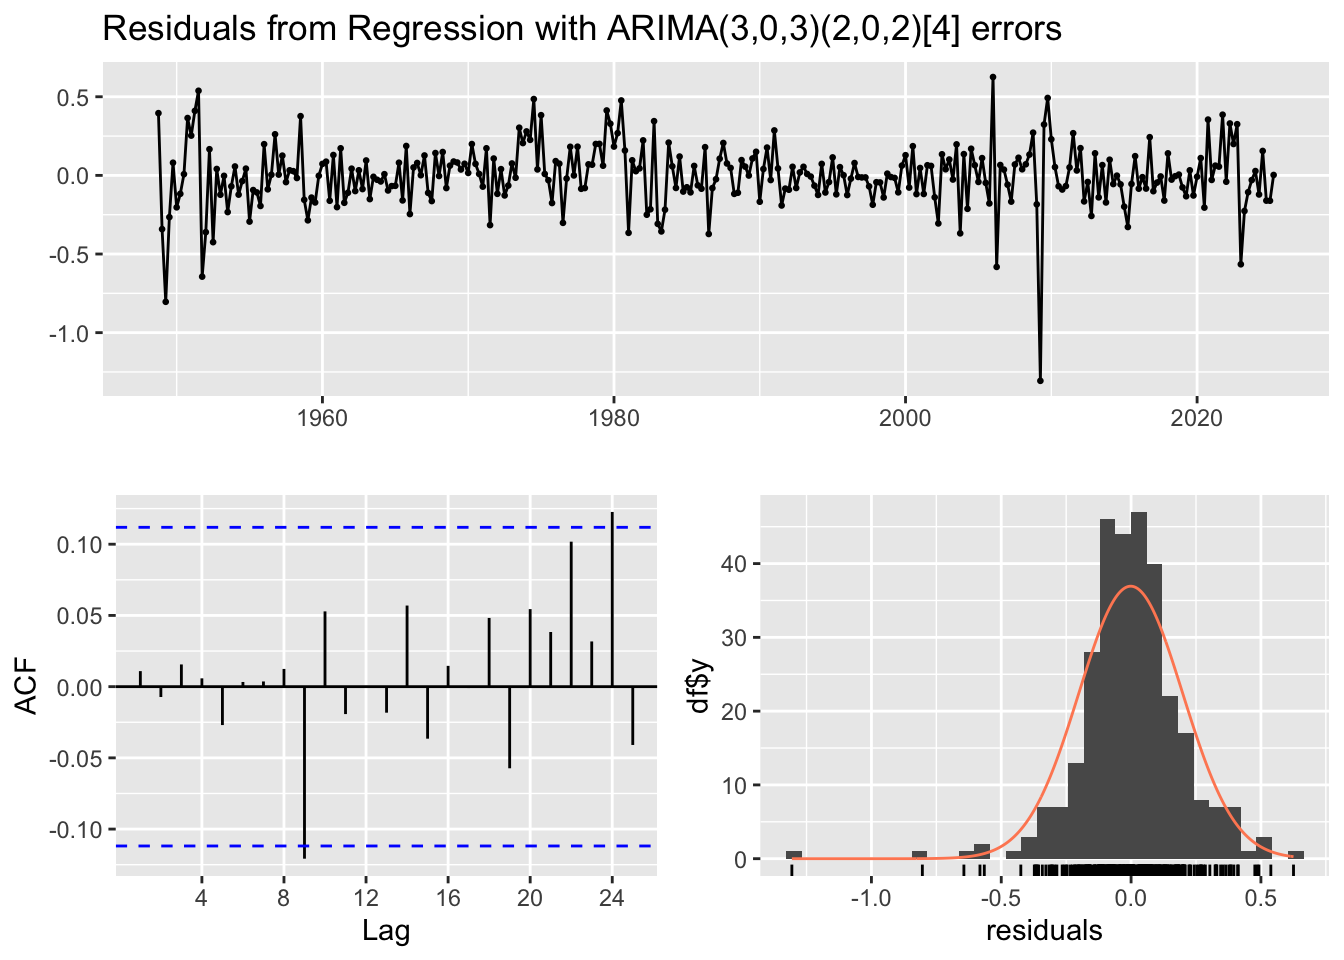 Residuals from Regression with ARIMA(3,0,3)(2,0,2)[4] errors
0.5
0.0
-0.5
-1.0
1960 1980 2000 2020
ACF
0.10
0.05
0.00
-0.05
-0.10
4 8 12 16 20 24
Lag
df$y
40
30
20
10
0
-1.0 -0.5 0.0 0.5
residuals